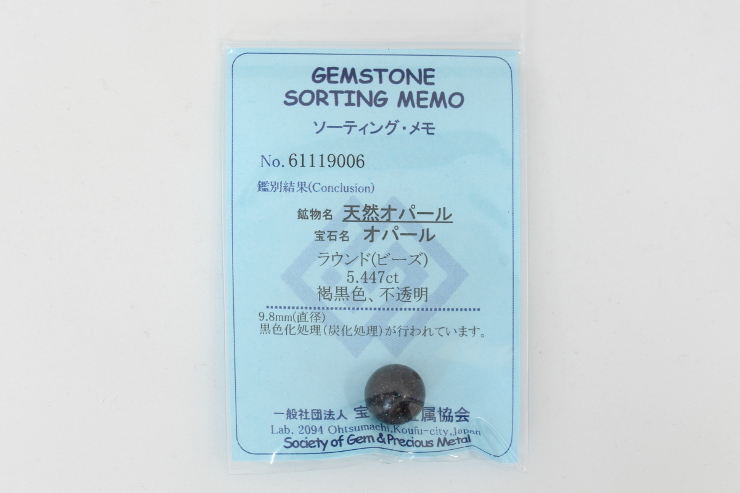 GEMSTONE
SORTING MEMO
ソーティング・メモ
No. 61119006
鑑別結果(Conclusion)
鉱物名 天然オパール
宝石名 オパール
ラウンド(ビーズ)
5.447ct
褐黒色、不透明
9.8mm(直径)
黒色化処理(炭化処理)が行われています。
一般社団法人 宝 属協会
Lab. 2094 Ohtsumachi,Koufu-city,Japan
Society of Gem & Precious Metal